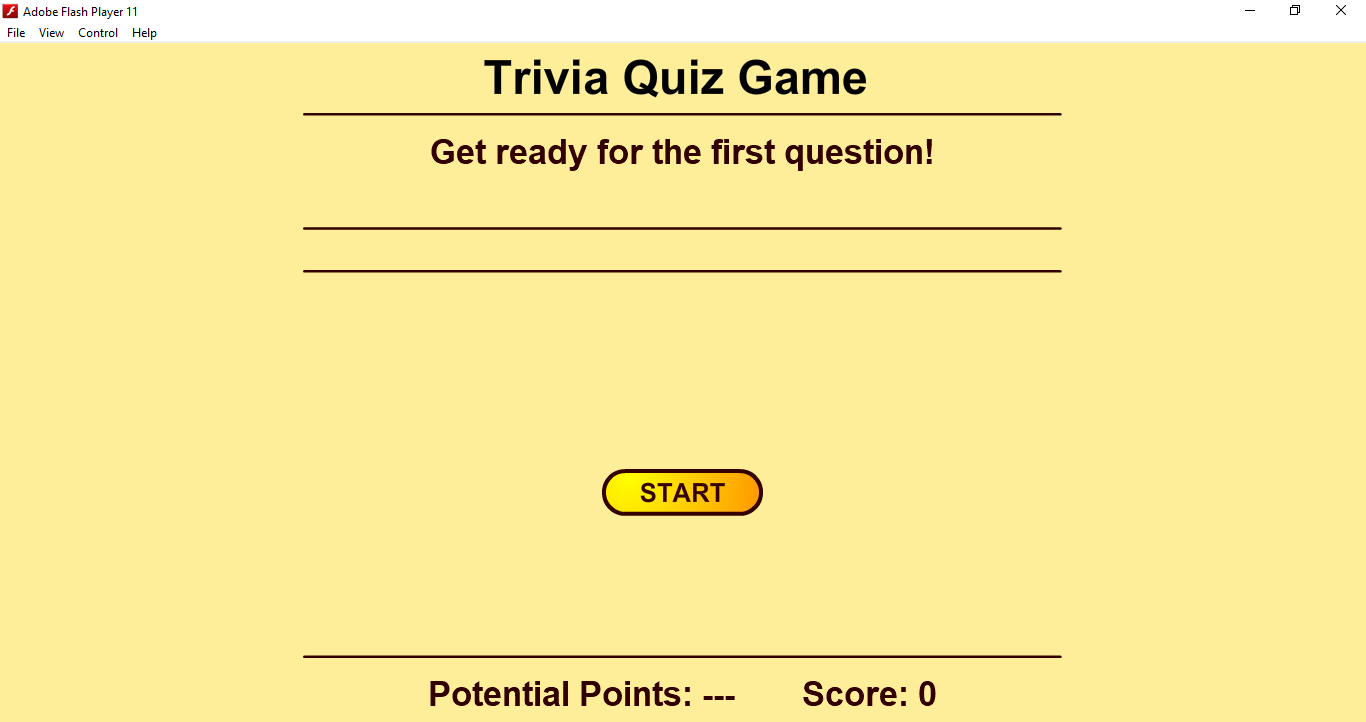 Adobe Flash Player 11
File View Control Help
Trivia Quiz Game
Get ready for the first question!
START
Potential Points: --- Score: 0